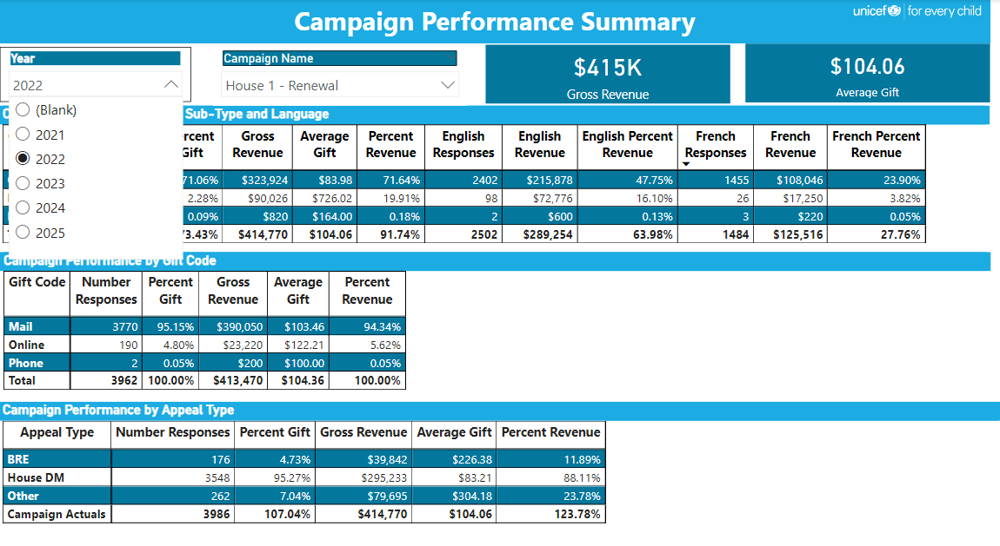 Campaign Performance Summary
unicef for every child
Year
2022
(Blank)
2021
2022
2023
2024
2025
Campaign Name
House 1 - Renewal
$415K
Gross Revenue
$104.06
Average Gift
Sub-Type and Language
Gross Revenue Average Gift Percent Revenue English Responses English Revenue English Percent Revenue French Responses French Revenue French Percent Revenue
71.06% $323,924 $83.98 71.64% 2402 $215,878 47.75% 1455 $108,046 23.90%
2.28% $90,026 $726.02 19.91% 98 $72,776 16.10% 26 $17,250 3.82%
0.09% $820 $164.00 0.18% 2 $600 0.13% 3 $220 0.05%
3.43% $414,770 $104.06 91.74% 2502 $289,254 63.98% 1484 $125,516 27.76%
Campaign Performance by Gift Code
Gift Code Number Responses Percent Gift Gross Revenue Average Gift Percent Revenue
Mail 3770 95.15% $390,050 $103.46 94.34%
Online 190 4.80% $23,220 $122.21 5.62%
Phone 2 0.05% $200 $100.00 0.05%
Total 3962 100.00% $413,470 $104.36 100.00%
Campaign Performance by Appeal Type
Appeal Type Number Responses Percent Gift Gross Revenue Average Gift Percent Revenue
BRE 176 4.73% $39,842 $226.38 11.89%
House DM 3548 95.27% $295,233 $83.21 88.11%
Other 262 7.04% $79,695 $304.18 23.78%
Campaign Actuals 3986 107.04% $414,770 $104.06 123.78%